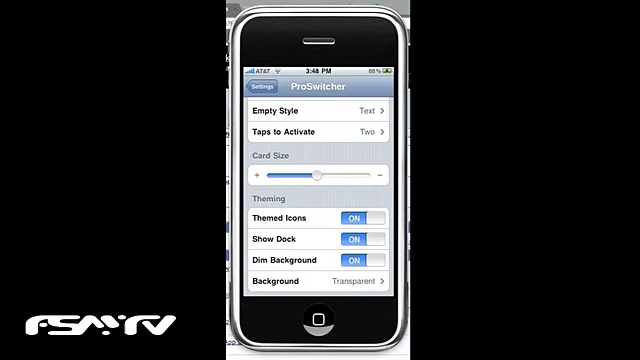 AT&T 3:48 PM 88%
Settings ProSwitcher
Empty Style Text
Taps to Activate Two
Card Size
+ −
Theming
Themed Icons ON
Show Dock ON
Dim Background ON
Background Transparent